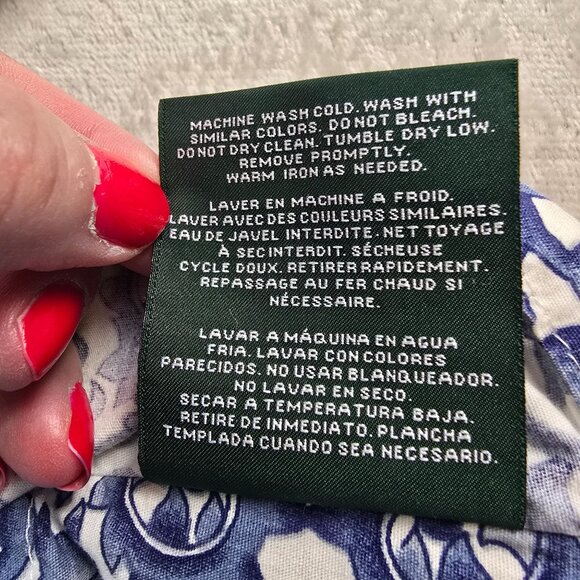 MACHINE WASH COLD. WASH WITH
SIMILAR COLORS. DO NOT BLEACH.
DO NOT DRY CLEAN. TUMBLE DRY LOW.
REMOVE PROMPTLY.
WARM IRON AS NEEDED.
LAVER EN MACHINE A FROID.
LAVER AVEC DES COULEURS SIMILAIRES.
EAU DE JAVEL INTERDITE. NET TOYAGE
À SEC INTERDIT. SÉCHEUSE
CYCLE DOUX. RETIRER RAPIDEMENT.
REPASSAGE AU FER CHAUD SI
NÉCESSAIRE.
LAVAR A MÁQUINA EN AGUA
FRIA. LAVAR CON COLORES
PARECIDOS. NO USAR BLANQUEADOR.
NO LAVAR EN SECO.
SECAR A TEMPERATURA BAJA.
RETIRE DE INMEDIATO. PLANCHA
TEMPLADA CUANDO SEA NECESARIO.